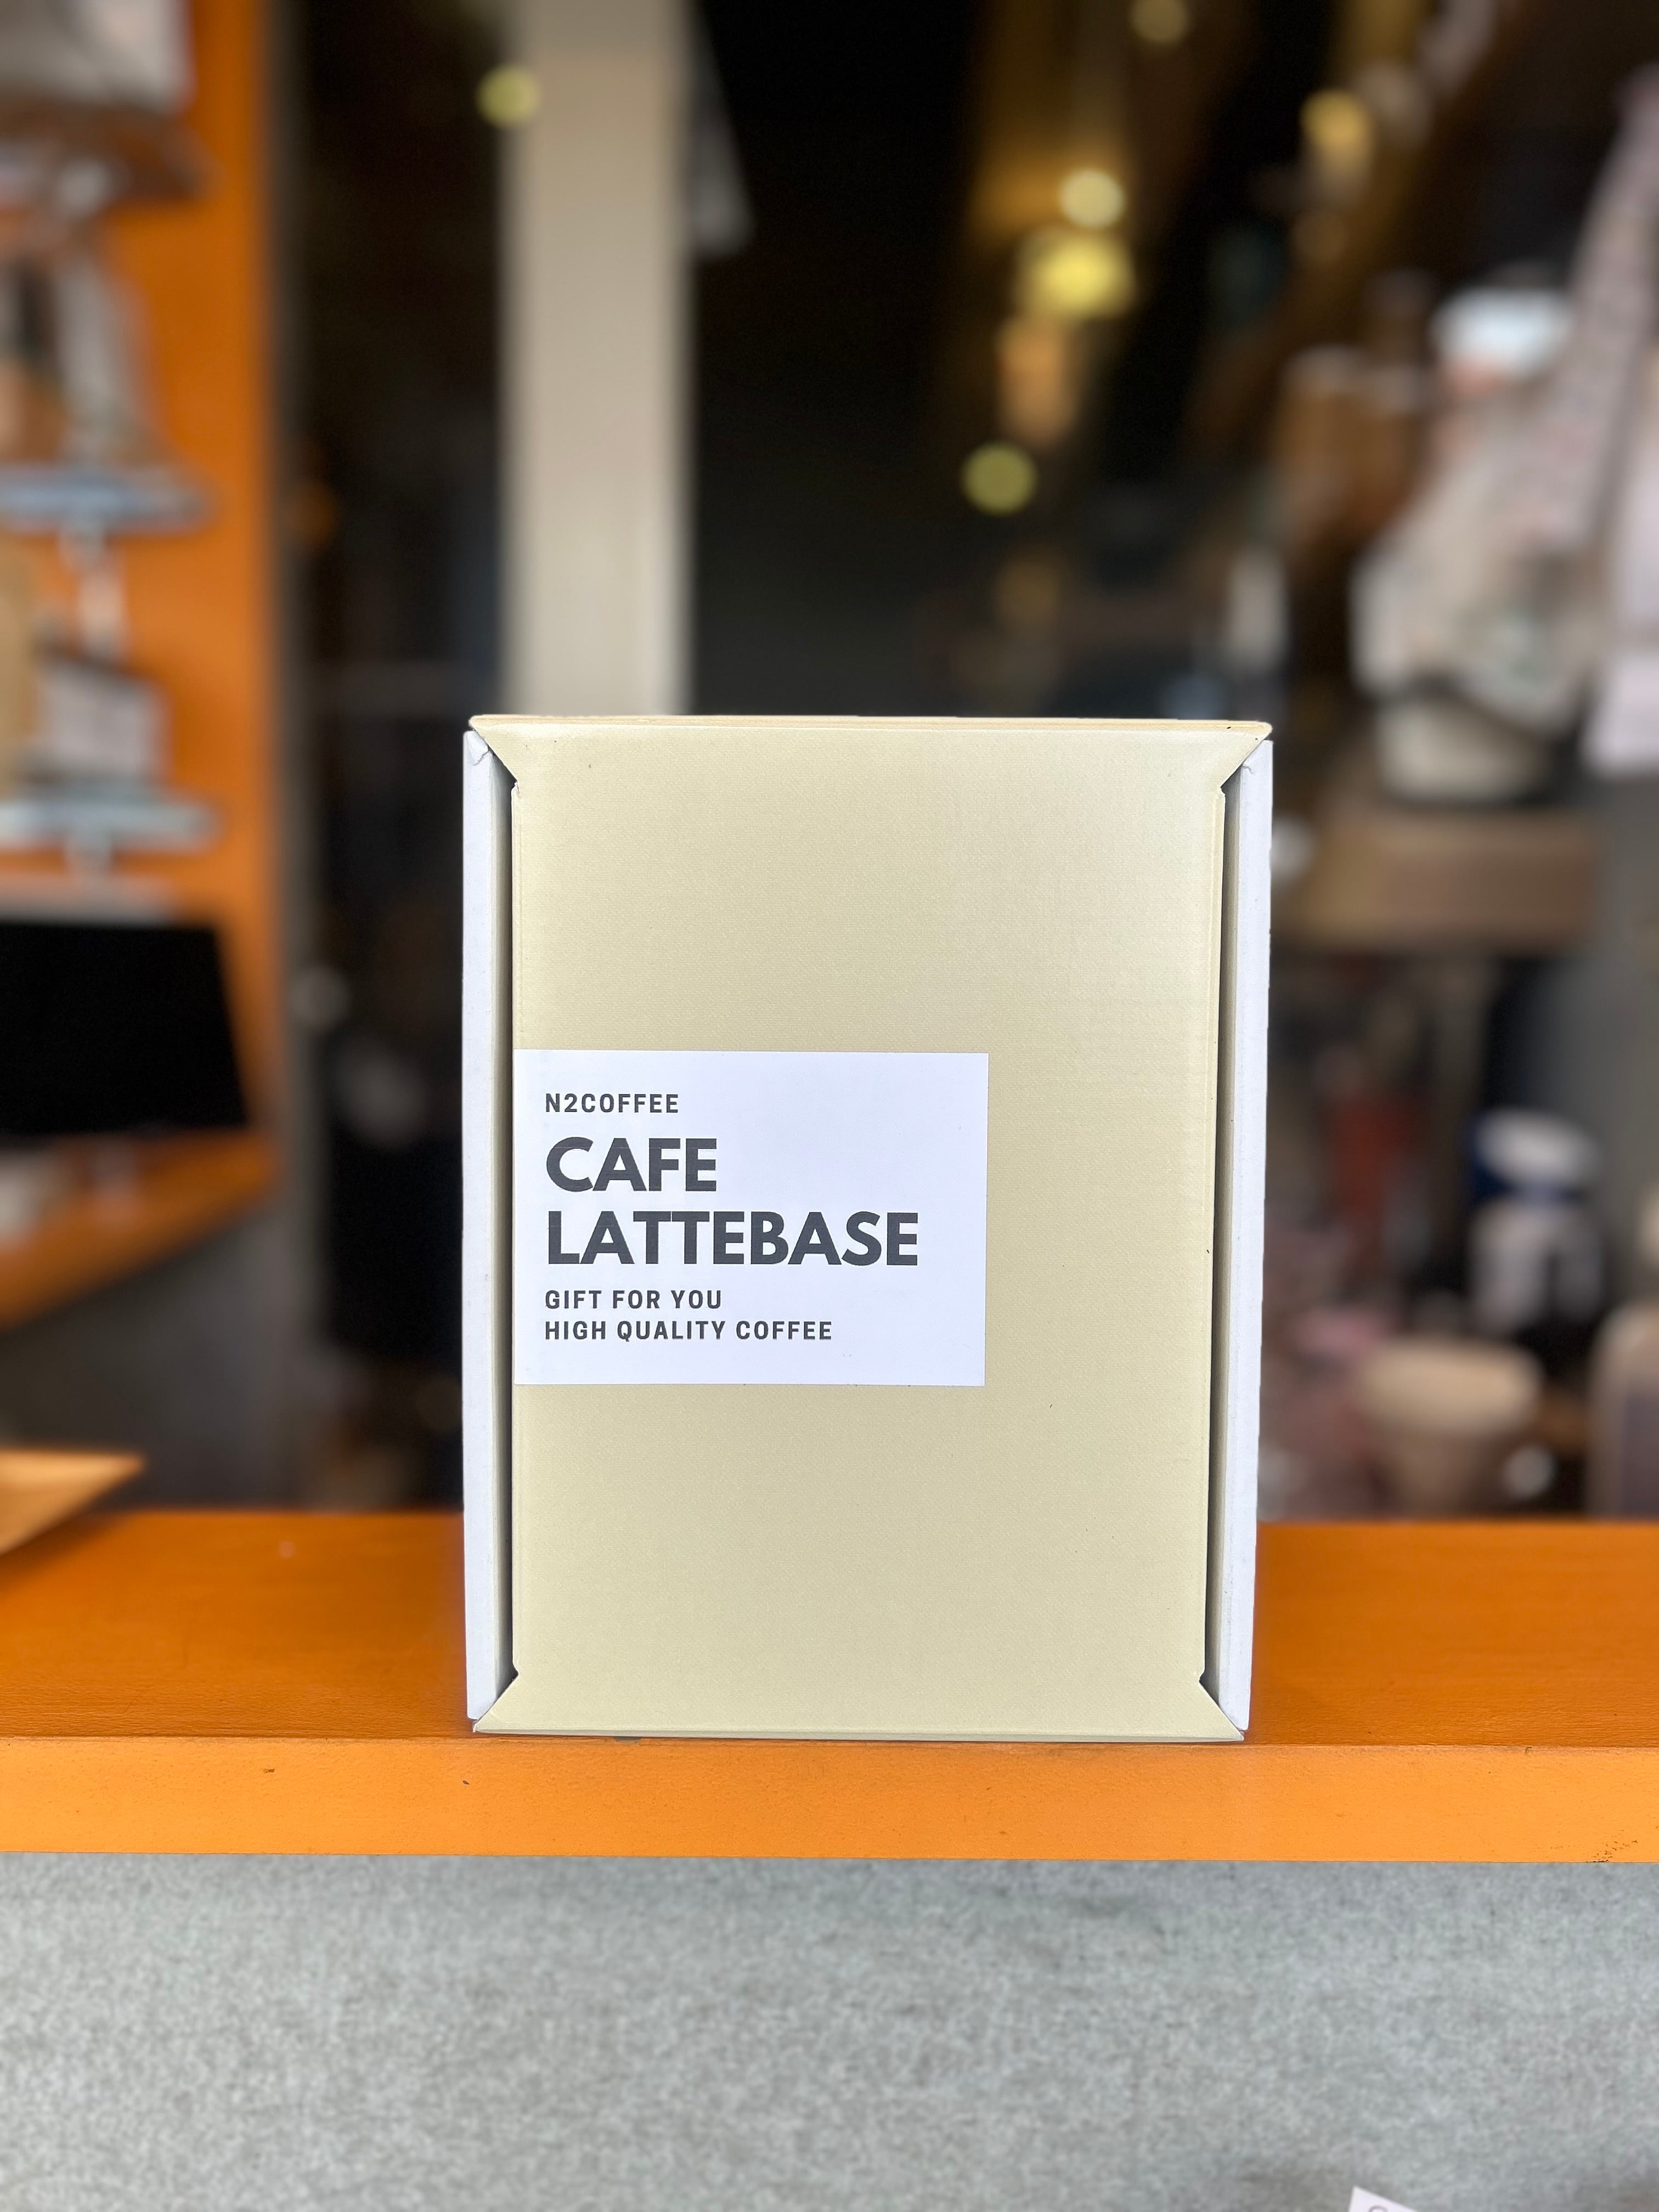 N2COFFEE
CAFE
LATTEBASE
GIFT FOR YOU
HIGH QUALITY COFFEE